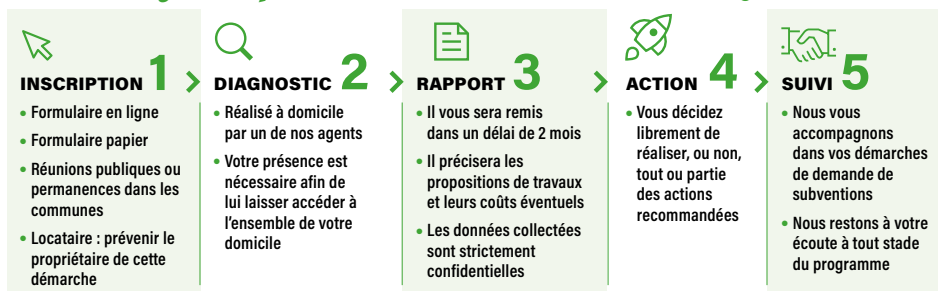 INSCRIPTION 1
• Formulaire en ligne
• Formulaire papier
• Réunions publiques ou
permanences dans les
communes
• Locataire : prévenir le
propriétaire de cette
démarche
DIAGNOSTIC 2
• Réalisé à domicile
par un de nos agents
• Votre présence est
nécessaire afin de
lui laisser accéder à
l'ensemble de votre
domicile
RAPPORT 3
• Il vous sera remis
dans un délai de 2 mois
• Il précisera les
propositions de travaux
et leurs coûts éventuels
• Les données collectées
sont strictement
confidentielles
ACTION 4
• Vous décidez
librement de
réaliser, ou non,
tout ou partie
des actions
recommandées
SUIVI 5
• Nous vous
accompagnons
dans vos démarches
de demande de
subventions
• Nous restons à votre
écoute à tout stade
du programme